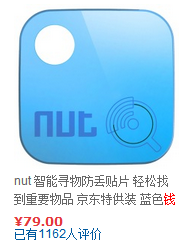 nut
nut 智能寻物防丢贴片 轻松找
到重要物品 京东特供装 蓝色钱
¥79.00
已有1162人评价